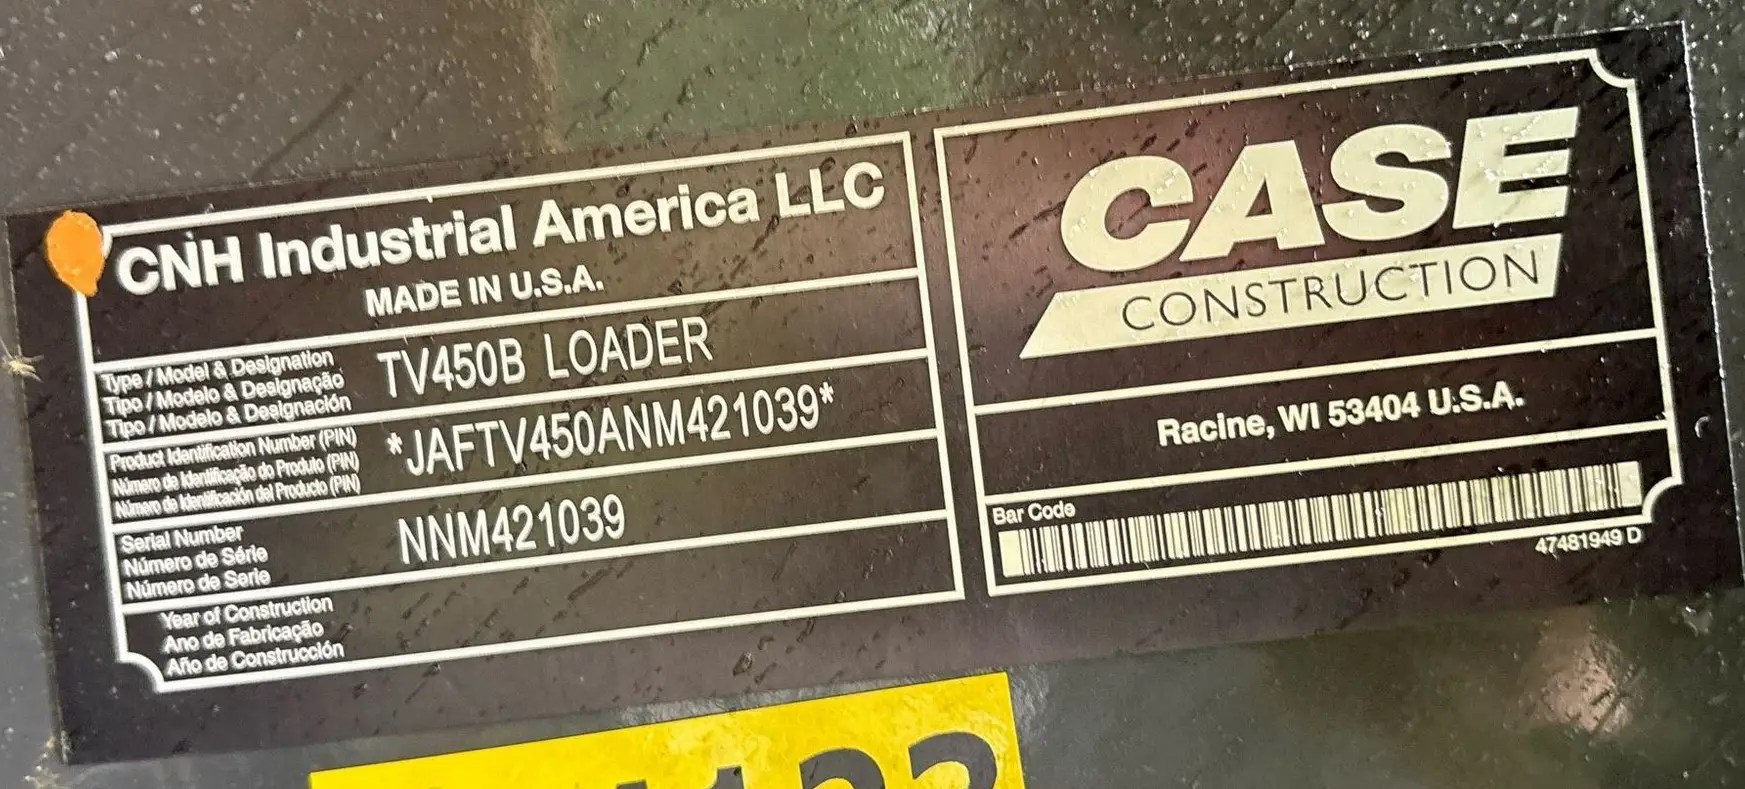 CNH Industrial America LLC
MADE IN U.S.A.
Type / Model & Designation
Tipo / Modelo & Designação
Tipo / Modelo & Designación
TV450B LOADER
Product Identification Number (PIN)
Número de Identificação do Produto (PIN)
Número de Identificación del Producto (PIN)
*JAFTV450ANM421039*
Serial Number
Número de Série
Número de Serie
NNM421039
Year of Construction
Ano de Fabricação
Año de Construcción
CASE
CONSTRUCTION
Racine, WI 53404 U.S.A.
Bar Code
47481949 D